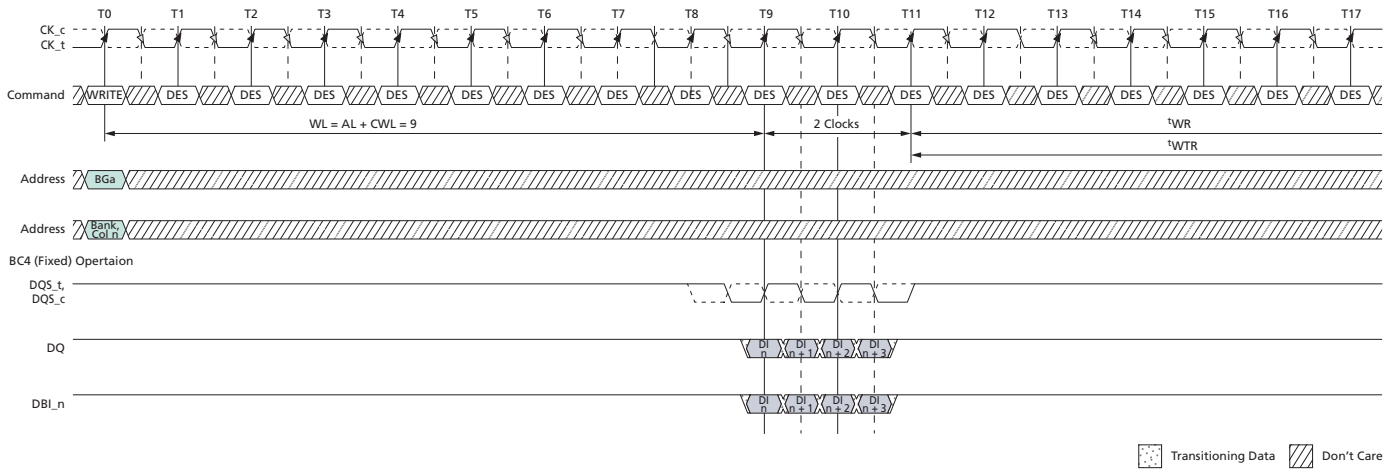 T0 T1 T2 T3 T4 T5 T6 T7 T8 T9 T10 T11 T12 T13 T14 T15 T16 T17
CK_c
CK_t
Command WRITE DES DES DES DES DES DES DES DES DES DES DES DES DES DES DES DES DES
WL = AL + CWL = 9 2 Clocks tWR
tWTR
Address BGa
Address Bank, Col n
BC4 (Fixed) Opertaion
DQS_t,
DQS_c
DQ DI n DI n + 1 DI n + 2 DI n + 3
DBI_n DI n DI n + 1 DI n + 2 DI n + 3
Transitioning Data Don't Care